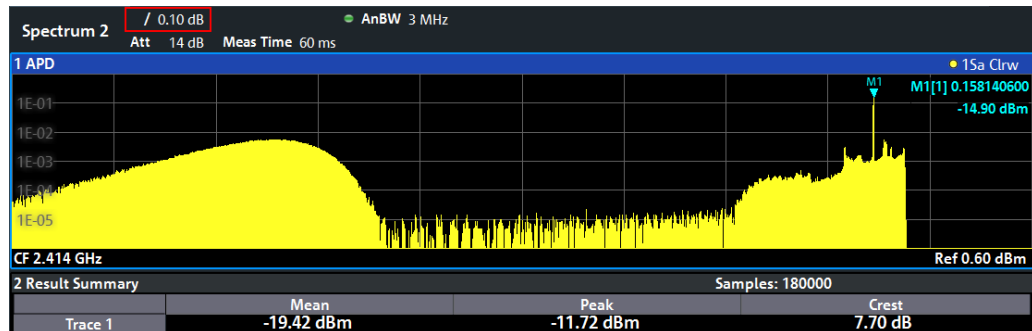 Spectrum 2
/ 0.10 dB
AnBW 3 MHz
Att 14 dB Meas Time 60 ms
1 APD
1Sa Clrw
M1
M1[1] 0.158140600
-14.90 dBm
1E-01
1E-02
1E-03
1E-04
1E-05
CF 2.414 GHz
Ref 0.60 dBm
2 Result Summary
Samples: 180000
Mean Peak Crest
Trace 1 -19.42 dBm -11.72 dBm 7.70 dB